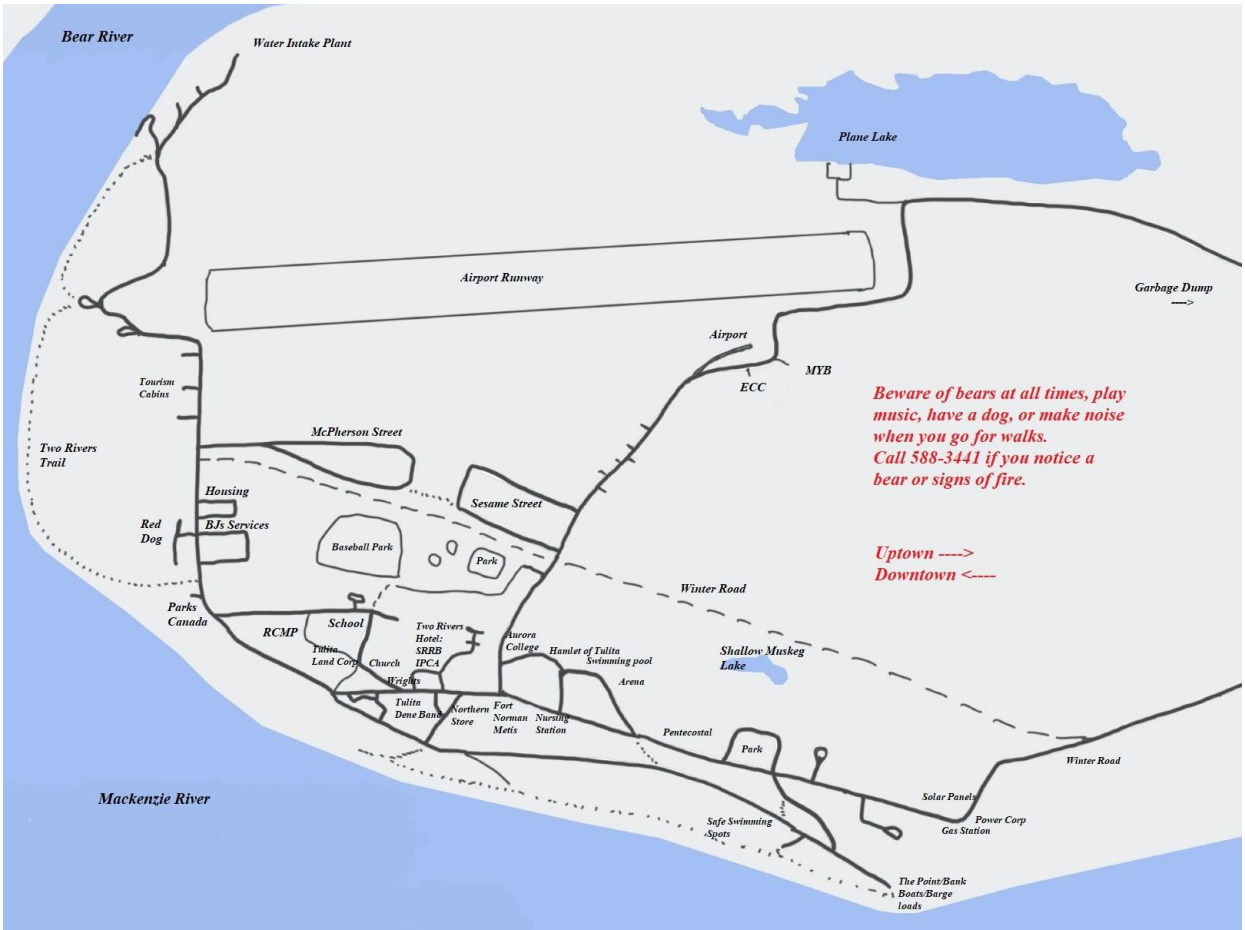 Bear River
Water Intake Plant
Plane Lake
Airport Runway
Garbage Dump
---->
Airport
MYB
ECC
Tourism
Cabins
Beware of bears at all times, play
music, have a dog, or make noise
when you go for walks.
Call 588-3441 if you notice a
bear or signs of fire.
McPherson Street
Two Rivers
Trail
Housing
Sesame Street
Red
Dog
BJs Services
Baseball Park
Park
Uptown ---->
Downtown <----
Winter Road
Parks
Canada
RCMP
School
Two Rivers
Hotel:
SRRB
IPCA
Aurora
College
Hamlet of Tulita
Swimming pool
Arena
Shallow Muskeg
Lake
Tulita
Land Corp
Church
Wrights
Tulita
Dene Band
Northern
Store
Fort
Norman
Metis
Nursing
Station
Pentecostal
Park
Winter Road
Mackenzie River
Solar Panels
Power Corp
Gas Station
Safe Swimming
Spots
The Point/Bank
Boats/Barge
loads